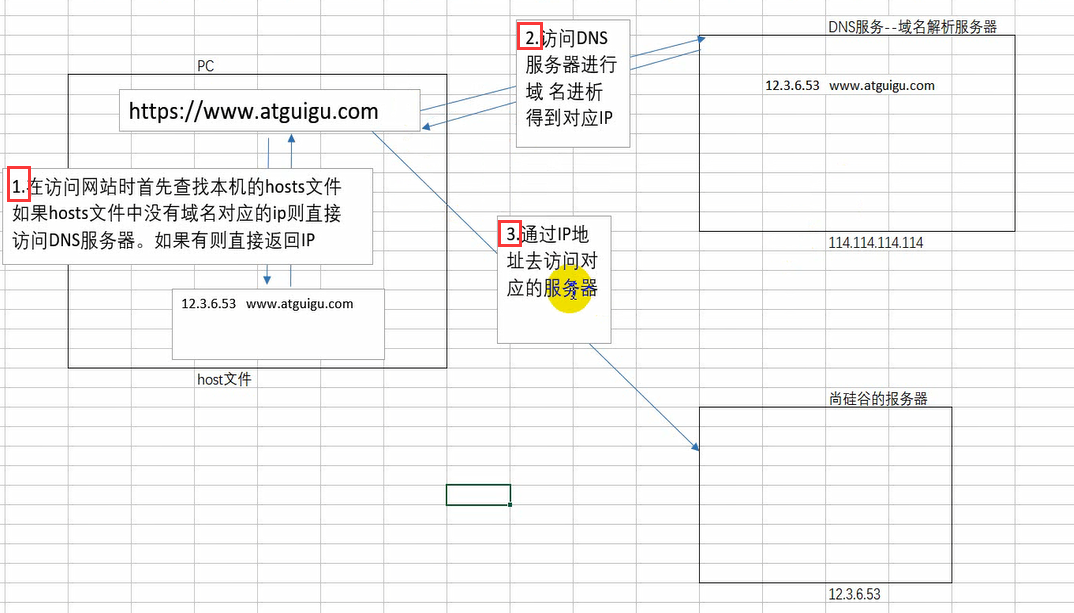 PC
https://www.atguigu.com
1.在访问网站时首先查找本机的hosts文件
如果hosts文件中没有域名对应的ip则直接
访问DNS服务器。如果有则直接返回IP
12.3.6.53 www.atguigu.com
host文件
2.访问DNS
服务器进行
域 名进析
得到对应IP
DNS服务--域名解析服务器
12.3.6.53 www.atguigu.com
114.114.114.114
3.通过IP地
址去访问对
应的服务器
尚硅谷的报务器
12.3.6.53